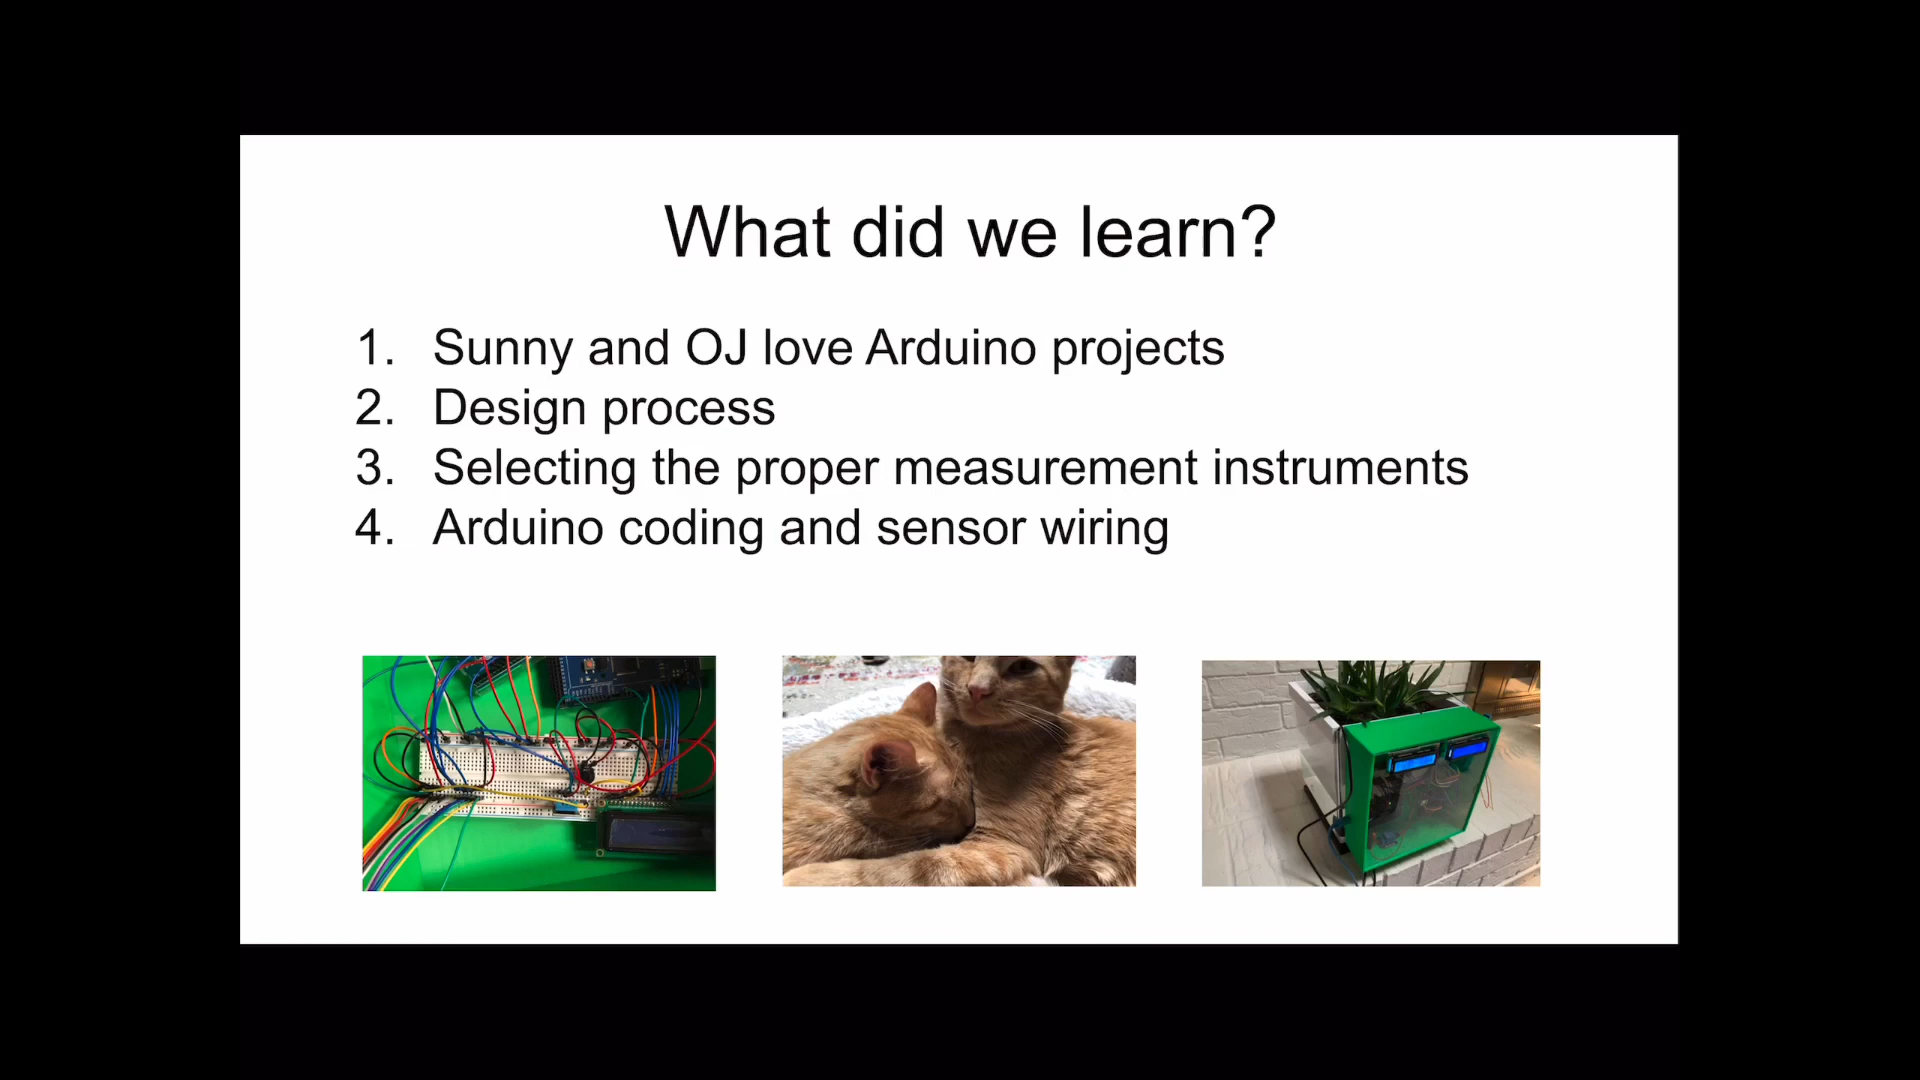 What did we learn?
1. Sunny and OJ love Arduino projects
2. Design process
3. Selecting the proper measurement instruments
4. Arduino coding and sensor wiring